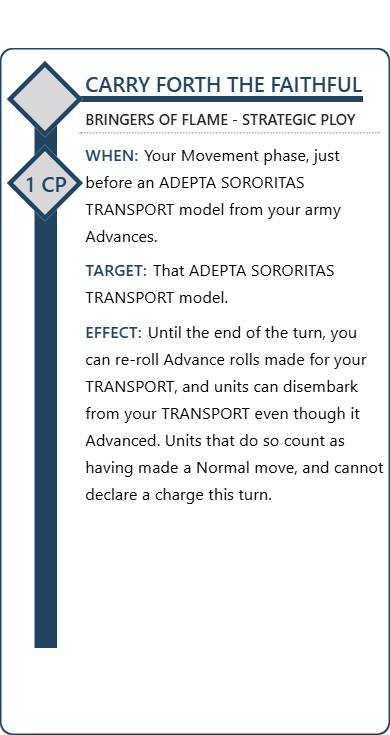 CARRY FORTH THE FAITHFUL
BRINGERS OF FLAME - STRATEGIC PLOY
1 CP
WHEN: Your Movement phase, just
before an ADEPTA SORORITAS
TRANSPORT model from your army
Advances.
TARGET: That ADEPTA SORORITAS
TRANSPORT model.
EFFECT: Until the end of the turn, you
can re-roll Advance rolls made for your
TRANSPORT, and units can disembark
from your TRANSPORT even though it
Advanced. Units that do so count as
having made a Normal move, and cannot
declare a charge this turn.